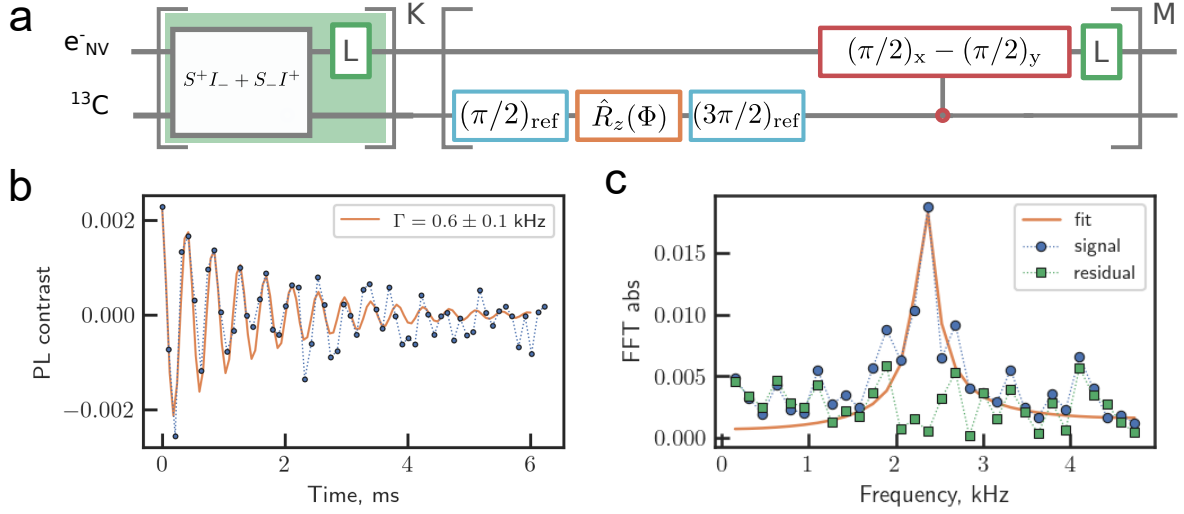 a
e⁻NV
¹³C
S⁺I₋ + S₋I⁺
L
K
(π/2)ref
R̂z(Φ)
(3π/2)ref
(π/2)x − (π/2)y
L
M
b
Γ = 0.6 ± 0.1 kHz
PL contrast
0.002
0.000
−0.002
0
2
4
6
Time, ms
c
fit
signal
residual
FFT abs
0.015
0.010
0.005
0.000
0
1
2
3
4
Frequency, kHz